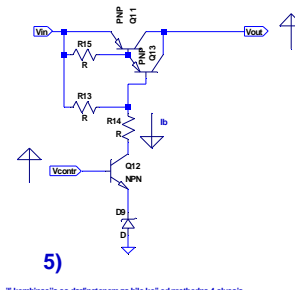 PNP
Q11
Vin
Vout
R15
R
PNP
Q13
R13
R
R14
R
Ib
Q12
Vcontr
NPN
D9
D
5)